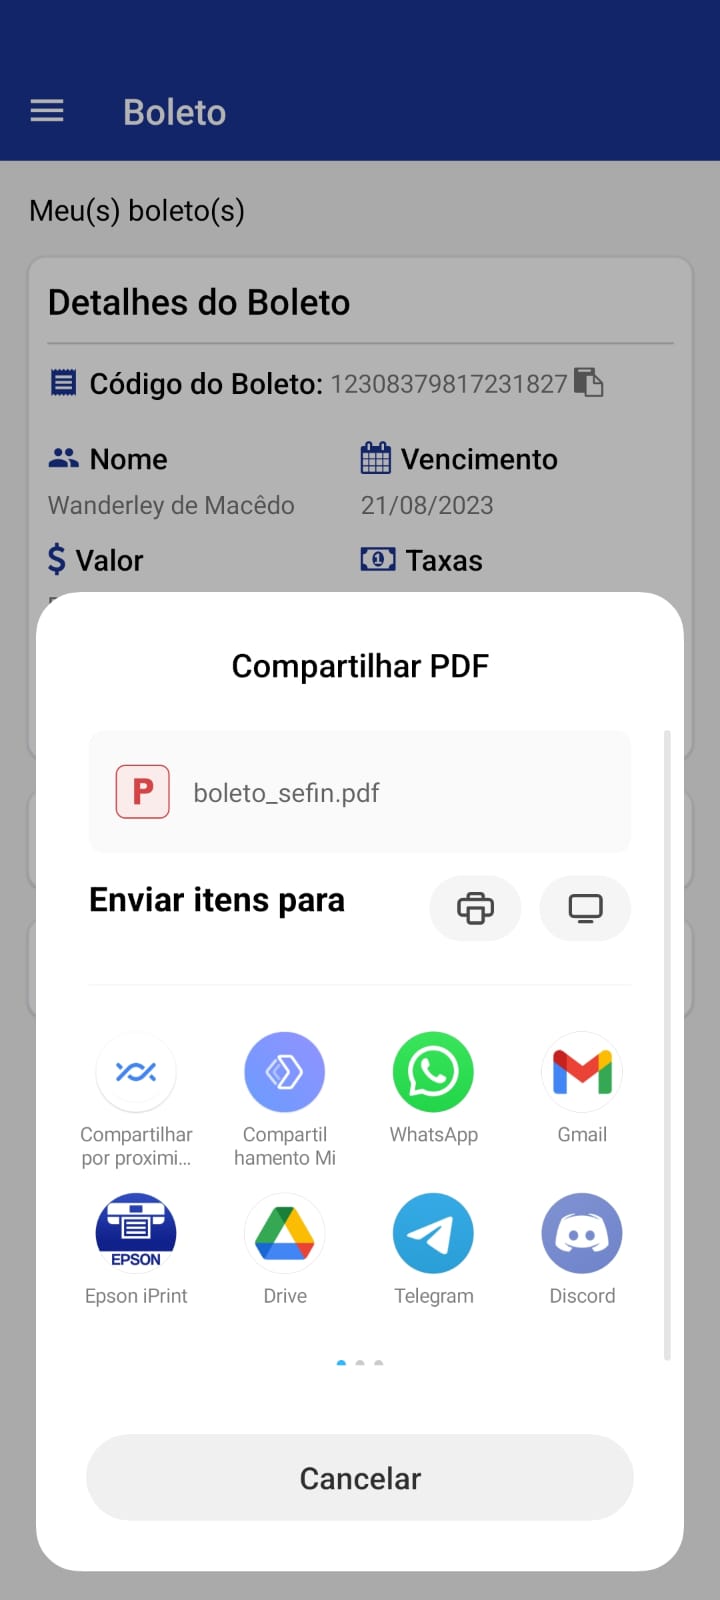 Boleto
Meu(s) boleto(s)
Detalhes do Boleto
Código do Boleto: 12308379817231827
Nome
Vencimento
Wanderley de Macêdo
21/08/2023
$ Valor
Taxas
Compartilhar PDF
P
boleto_sefin.pdf
Enviar itens para
Compartilhar
por proximi...
Compartil
hamento Mi
WhatsApp
Gmail
EPSON
Epson iPrint
Drive
Telegram
Discord
Cancelar